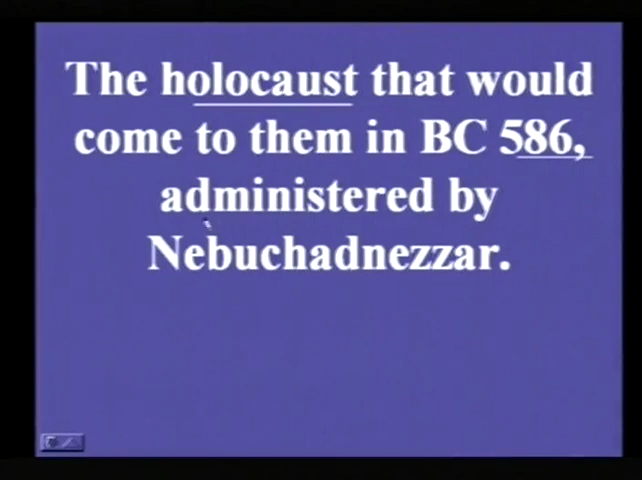 The holocaust that would
come to them in BC 586,
administered by
Nebuchadnezzar.